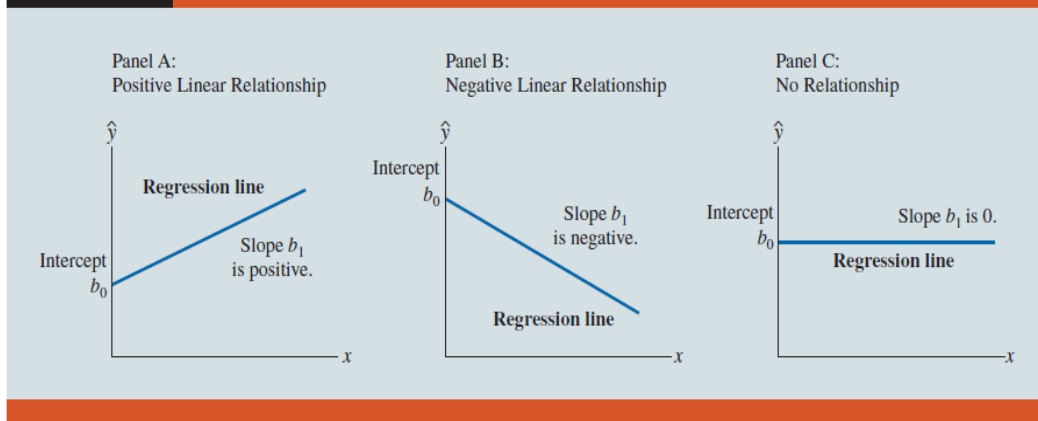 Panel A:
Positive Linear Relationship
ŷ
Regression line
Slope b₁
is positive.
Intercept
b₀
x
Panel B:
Negative Linear Relationship
ŷ
Intercept
b₀
Slope b₁
is negative.
Regression line
x
Panel C:
No Relationship
ŷ
Intercept
b₀
Slope b₁ is 0.
Regression line
x